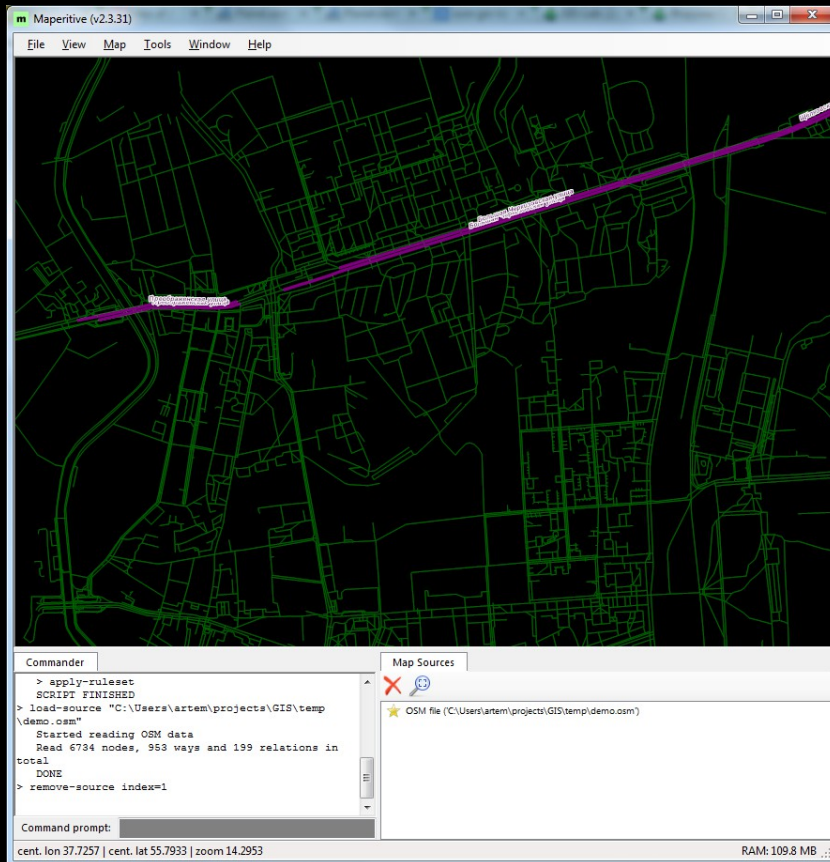 m Maperitive (v2.3.31)
File View Map Tools Window Help
Преображенская улица
Commander
> apply-ruleset
SCRIPT FINISHED
> load-source "C:\Users\artem\projects\GIS\temp
\demo.osm"
Started reading OSM data
Read 6734 nodes, 953 ways and 199 relations in
total
DONE
> remove-source index=1
Command prompt:
Map Sources
OSM file ('C:\Users\artem\projects\GIS\temp\demo.osm')
cent. lon 37.7257 | cent. lat 55.7933 | zoom 14.2953
RAM: 109.8 MB